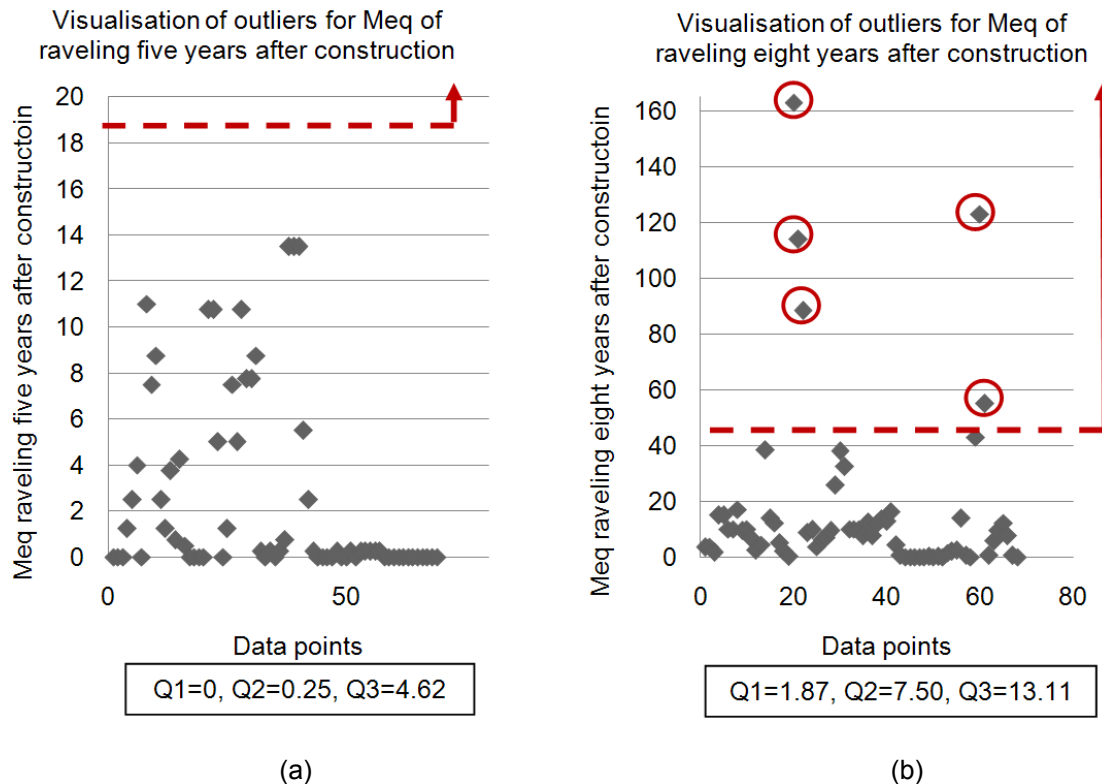 Visualisation of outliers for Meq of
raveling five years after construction
Meq raveling five years after constructoin
20
18
16
14
12
10
8
6
4
2
0
0
50
Data points
Q1=0, Q2=0.25, Q3=4.62
(a)
Visualisation of outliers for Meq of
raveling eight years after construction
Meq raveling eight years after constructoin
160
140
120
100
80
60
40
20
0
0
20
40
60
80
Data points
Q1=1.87, Q2=7.50, Q3=13.11
(b)